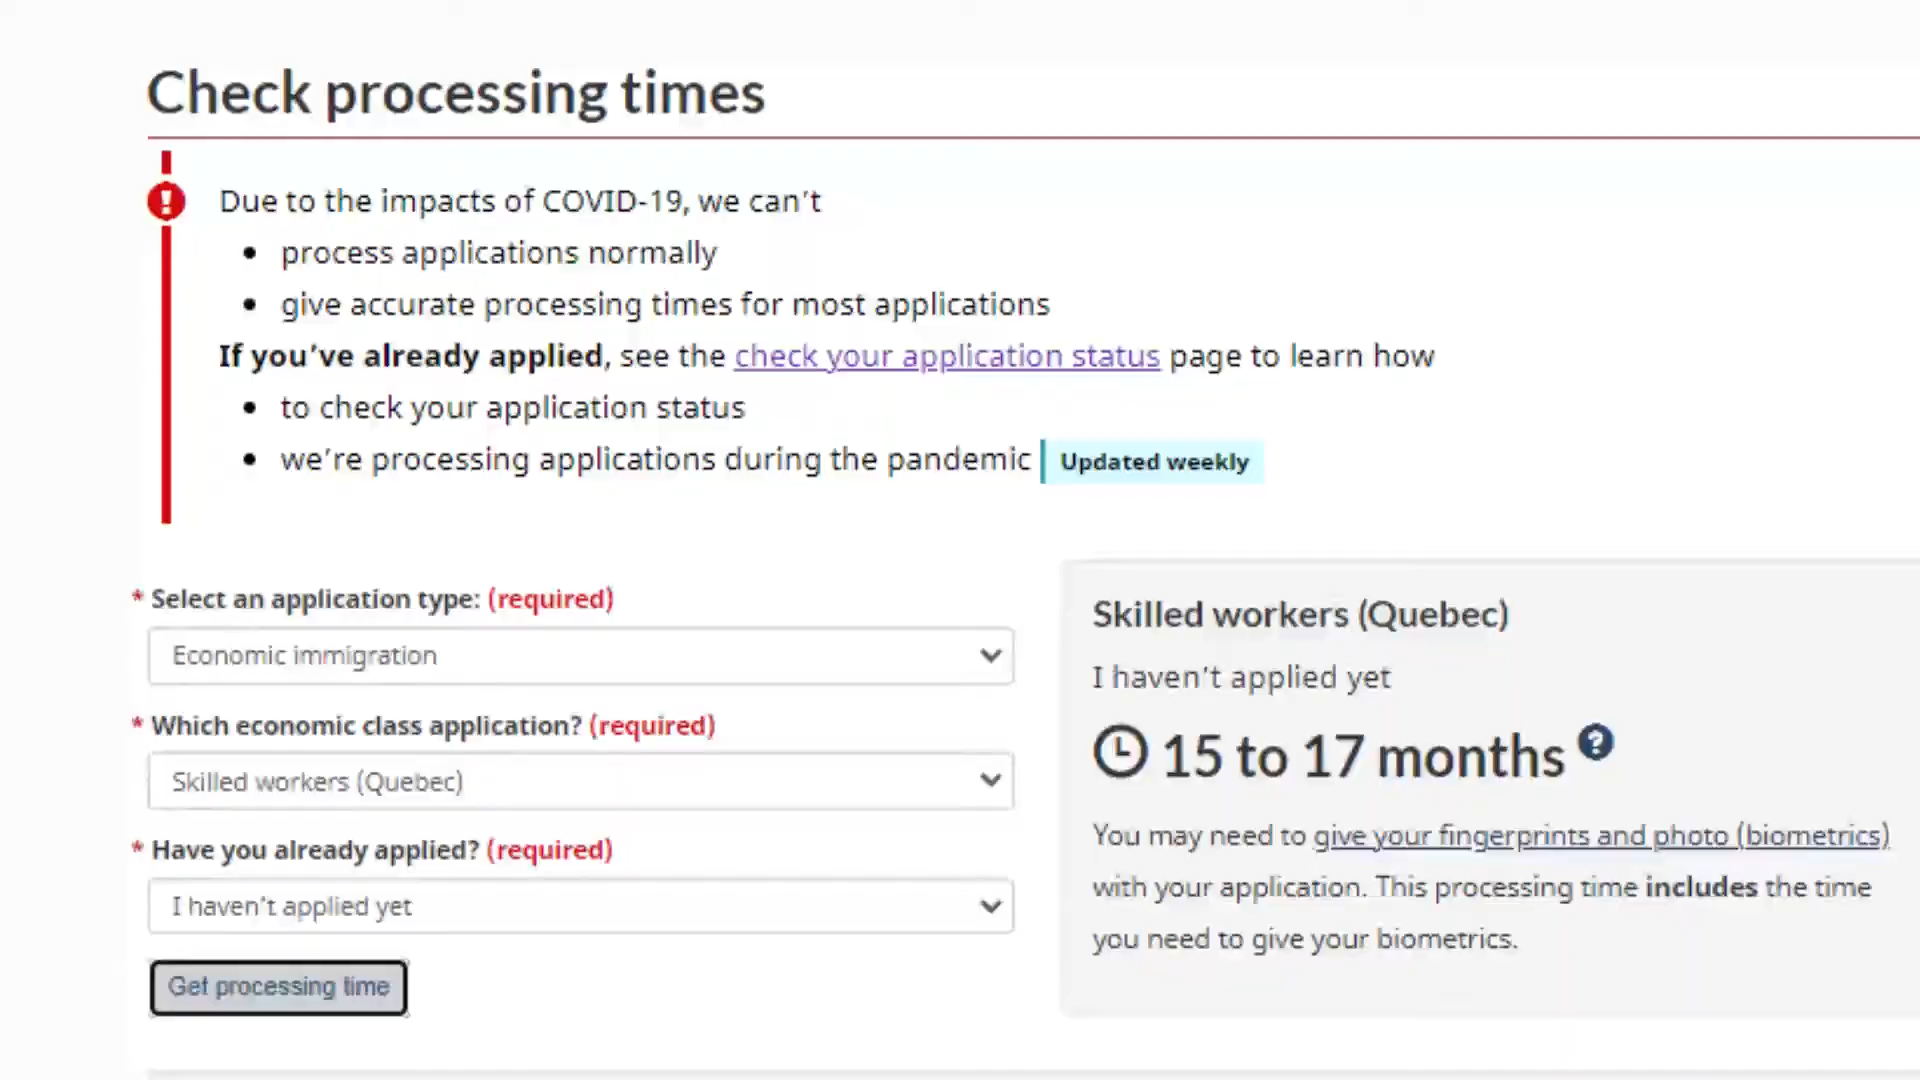 Check processing times
Due to the impacts of COVID-19, we can't
• process applications normally
• give accurate processing times for most applications
If you've already applied, see the check your application status page to learn how
• to check your application status
• we're processing applications during the pandemic Updated weekly
* Select an application type: (required)
Economic immigration
* Which economic class application? (required)
Skilled workers (Quebec)
* Have you already applied? (required)
I haven't applied yet
Get processing time
Skilled workers (Quebec)
I haven't applied yet
15 to 17 months ?
You may need to give your fingerprints and photo (biometrics)
with your application. This processing time includes the time
you need to give your biometrics.